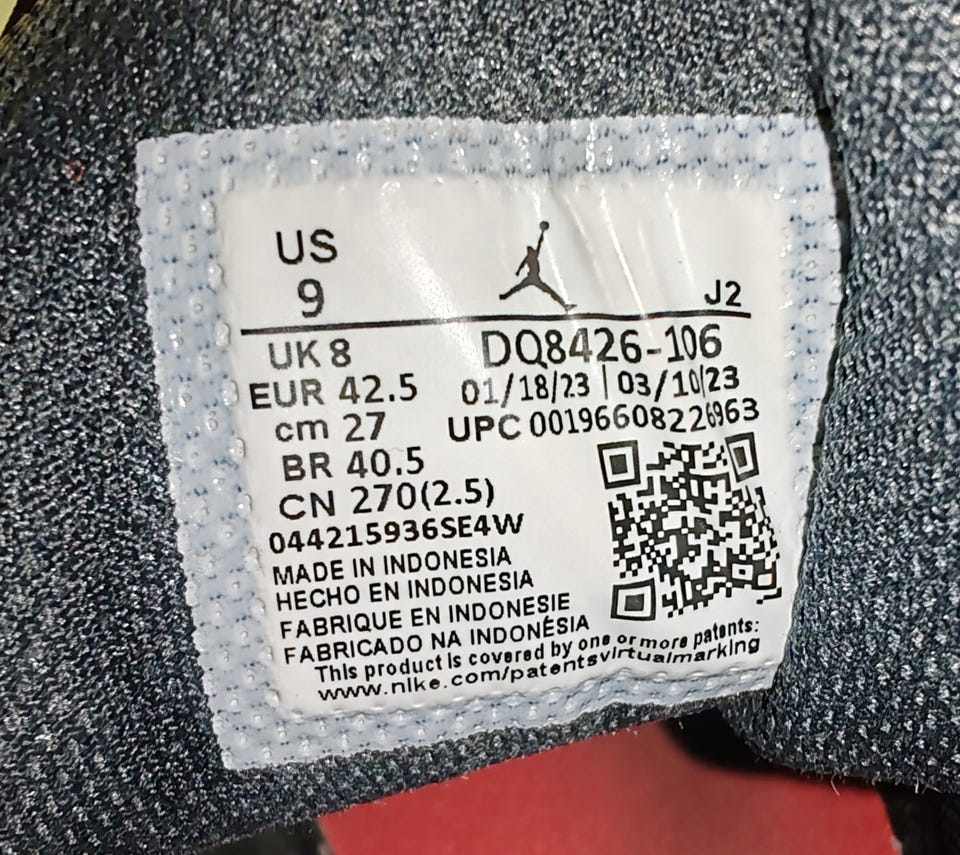 US
9
J2
UK 8
DQ8426-106
EUR 42.5
01/18/23 | 03/10/23
cm 27
UPC 00196608226963
BR 40.5
CN 270(2.5)
044215936SE4W
MADE IN INDONESIA
HECHO EN INDONESIA
FABRIQUE EN INDONESIE
FABRICADO NA INDONÉSIA
This product is covered by one or more patents:
www.nike.com/patentsvirtualmarking